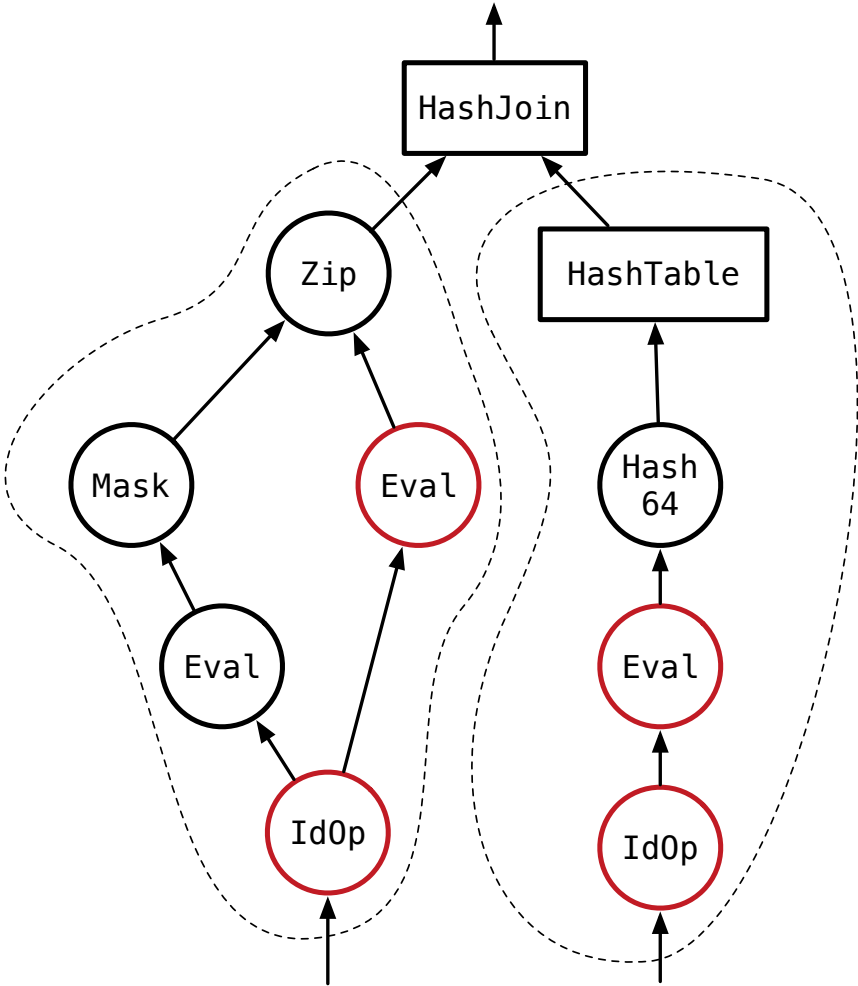 HashJoin
Zip
HashTable
Mask
Eval
Hash
64
Eval
Eval
IdOp
IdOp